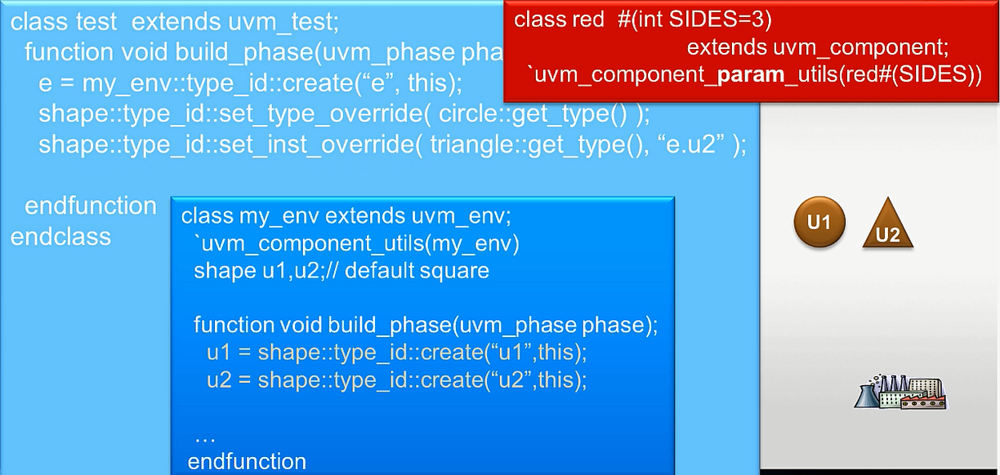 class test  extends uvm_test;
function void build_phase(uvm_phase pha
e = my_env::type_id::create(“e”, this);
shape::type_id::set_type_override( circle::get_type() );
shape::type_id::set_inst_override( triangle::get_type(), “e.u2” );
endfunction
endclass
class red  #(int SIDES=3)
extends uvm_component;
`uvm_component_param_utils(red#(SIDES))
class my_env extends uvm_env;
`uvm_component_utils(my_env)
shape u1,u2;// default square
function void build_phase(uvm_phase phase);
u1 = shape::type_id::create(“u1”,this);
u2 = shape::type_id::create(“u2”,this);
...
endfunction
U1
U2